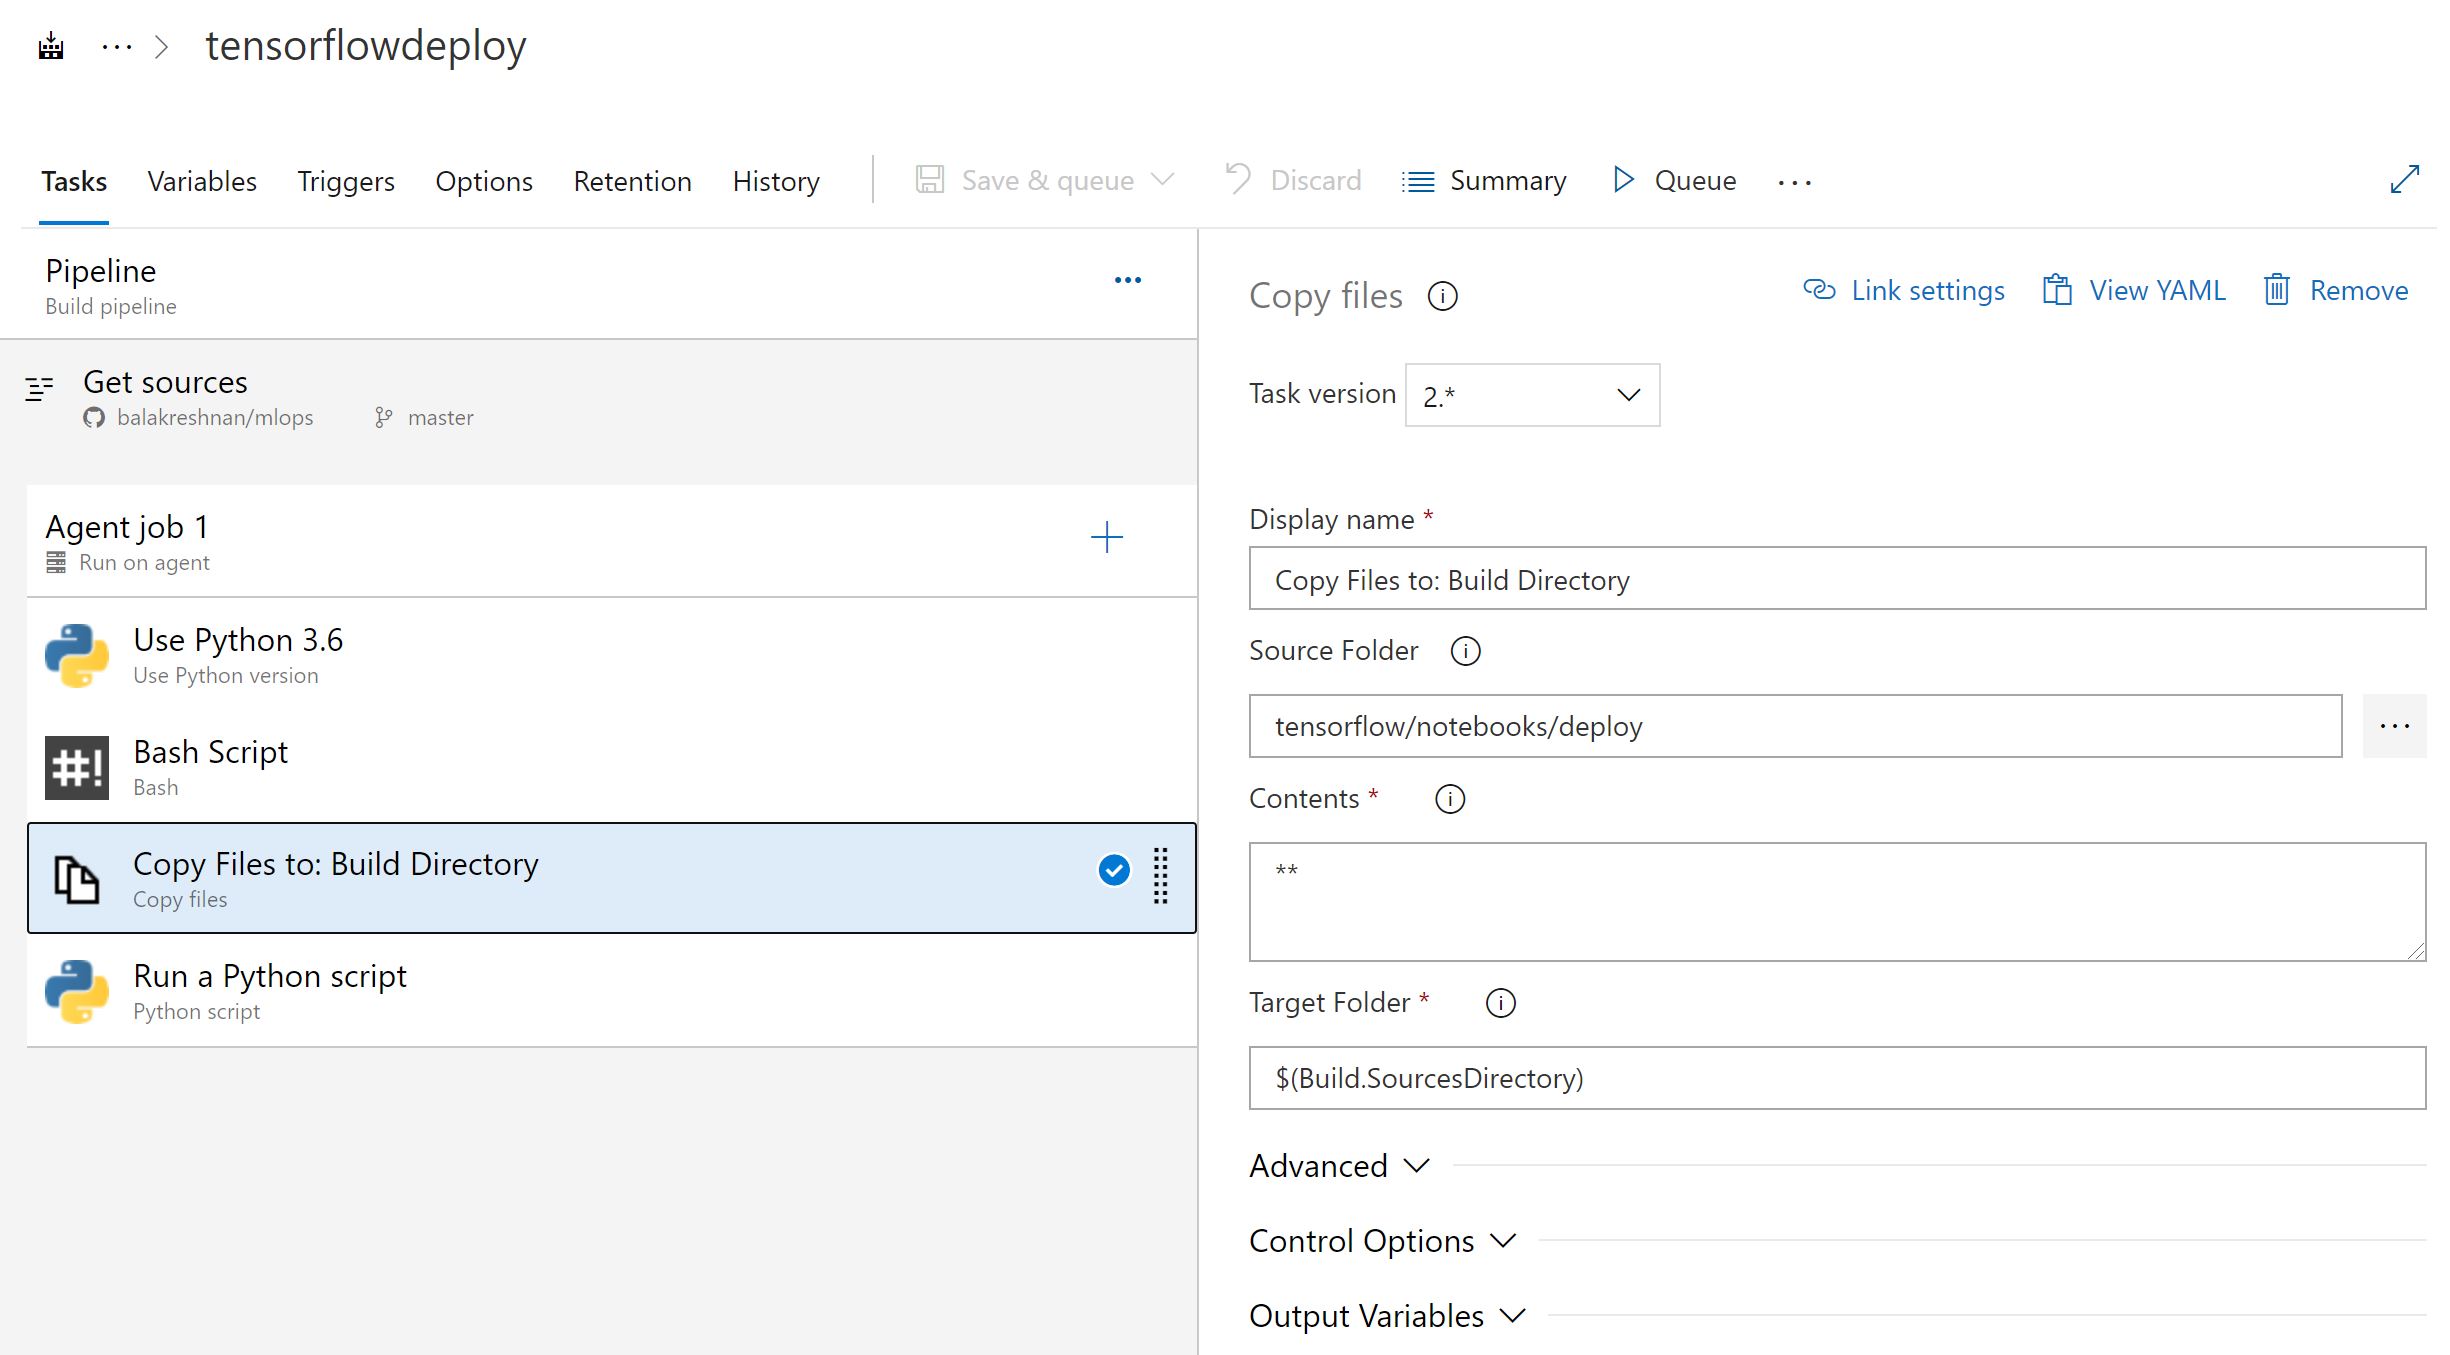 tensorflowdeploy
Tasks Variables Triggers Options Retention History Save & queue Discard Summary Queue
Pipeline
Build pipeline
Get sources
balakreshnan/mlops master
Agent job 1
Run on agent
Use Python 3.6
Use Python version
#!
Bash Script
Bash
Copy Files to: Build Directory
Copy files
Run a Python script
Python script
Copy files
Link settings View YAML Remove
Task version 2.*
Display name *
Copy Files to: Build Directory
Source Folder
tensorflow/notebooks/deploy
Contents *
**
Target Folder *
$(Build.SourcesDirectory)
Advanced
Control Options
Output Variables